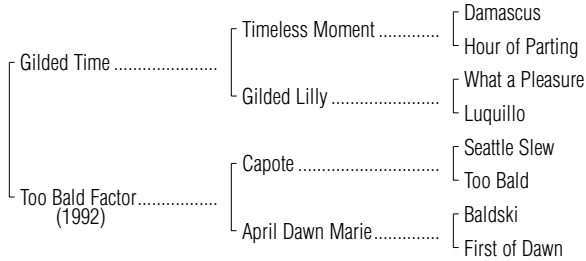 Damascus
Timeless Moment .............
Hour of Parting
Gilded Time .....................
What a Pleasure
Gilded Lilly ......................
Luquillo
Seattle Slew
Capote .............................
Too Bald
Too Bald Factor................
(1992)
Baldski
April Dawn Marie.............
First of Dawn